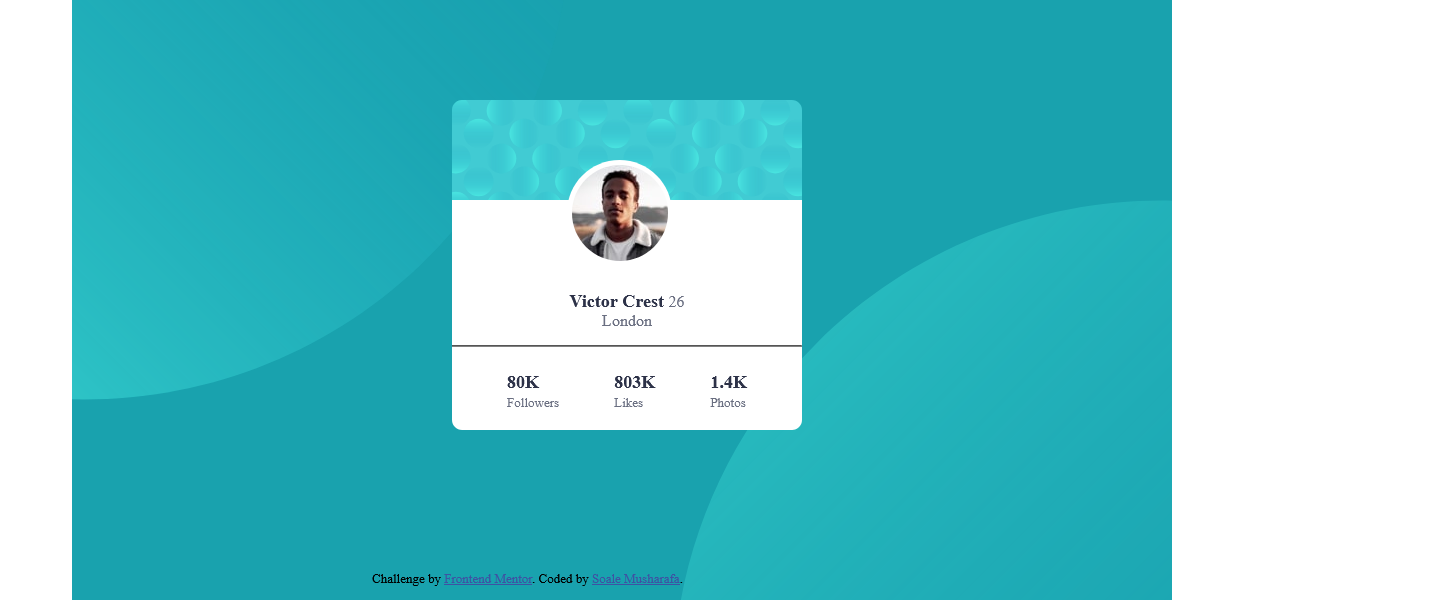 Victor Crest 26
London
80K 803K 1.4K
Followers Likes Photos
Challenge by Frontend Mentor. Coded by Soale Musharafa.